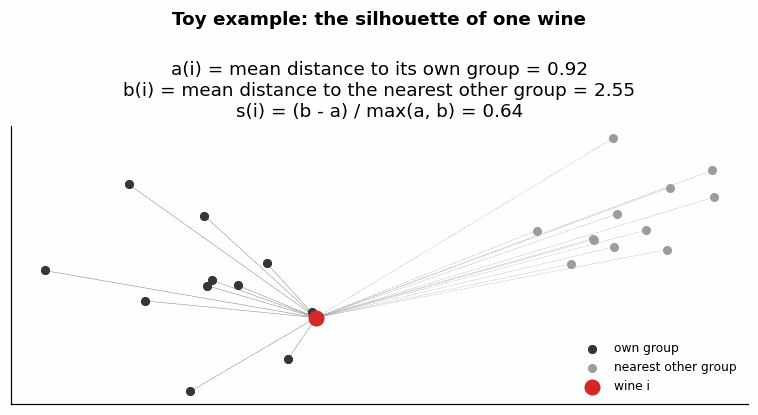 Toy example: the silhouette of one wine
a(i) = mean distance to its own group = 0.92
b(i) = mean distance to the nearest other group = 2.55
s(i) = (b - a) / max(a, b) = 0.64
own group
nearest other group
wine i